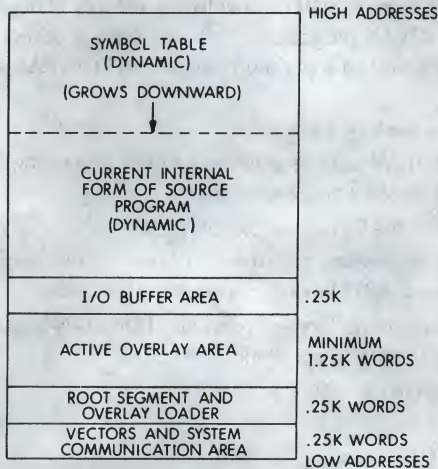 HIGH ADDRESSES
SYMBOL TABLE
(DYNAMIC)
(GROWS DOWNWARD)
CURRENT INTERNAL
FORM OF SOURCE
PROGRAM
(DYNAMIC)
I/O BUFFER AREA
.25K
ACTIVE OVERLAY AREA
MINIMUM
1.25K WORDS
ROOT SEGMENT AND
OVERLAY LOADER
.25K WORDS
VECTORS AND SYSTEM
COMMUNICATION AREA
.25K WORDS
LOW ADDRESSES